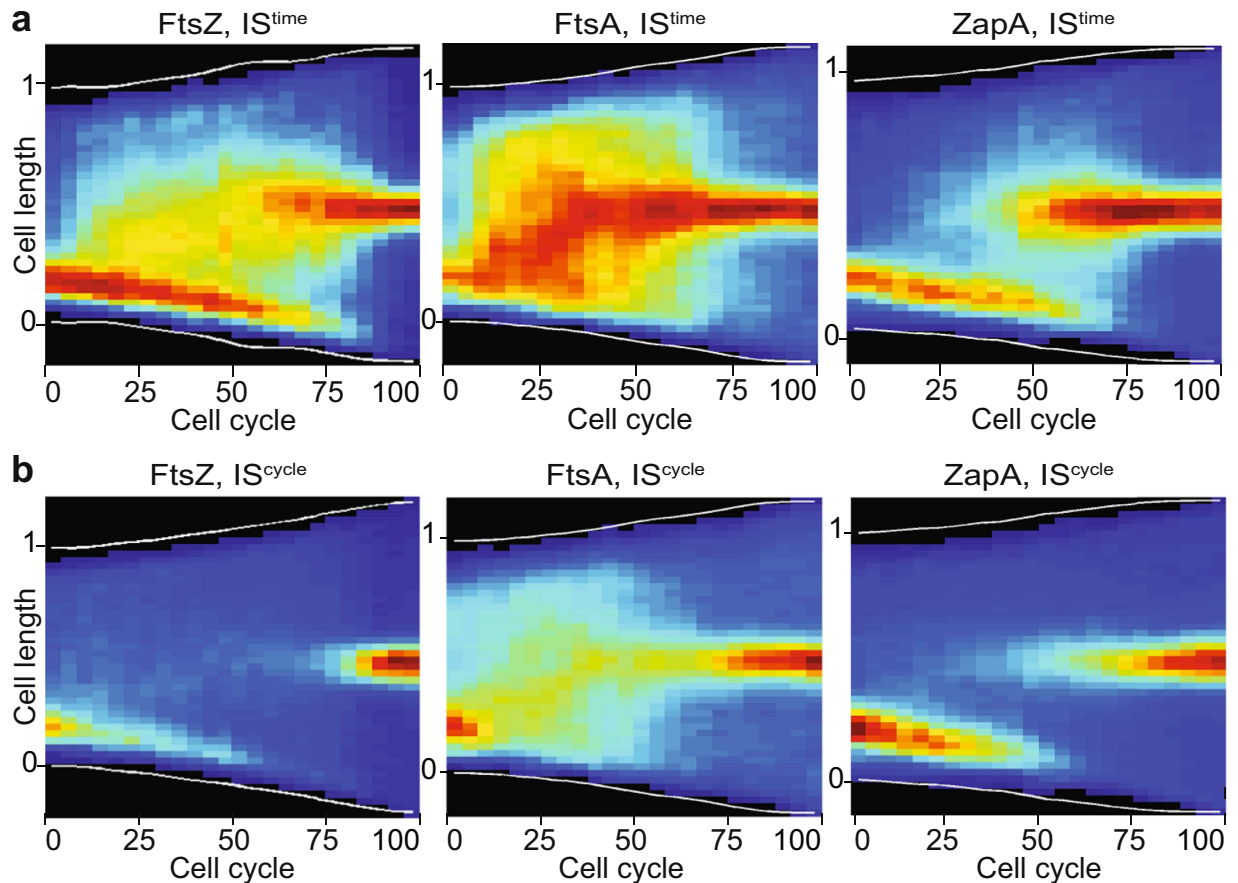 a
FtsZ, IS^time
FtsA, IS^time
ZapA, IS^time
Cell length
1
0
1
0
1
0
0 25 50 75 100
0 25 50 75 100
0 25 50 75 100
Cell cycle
Cell cycle
Cell cycle
b
FtsZ, IS^cycle
FtsA, IS^cycle
ZapA, IS^cycle
Cell length
1
0
1
0
1
0
0 25 50 75 100
0 25 50 75 100
0 25 50 75 100
Cell cycle
Cell cycle
Cell cycle